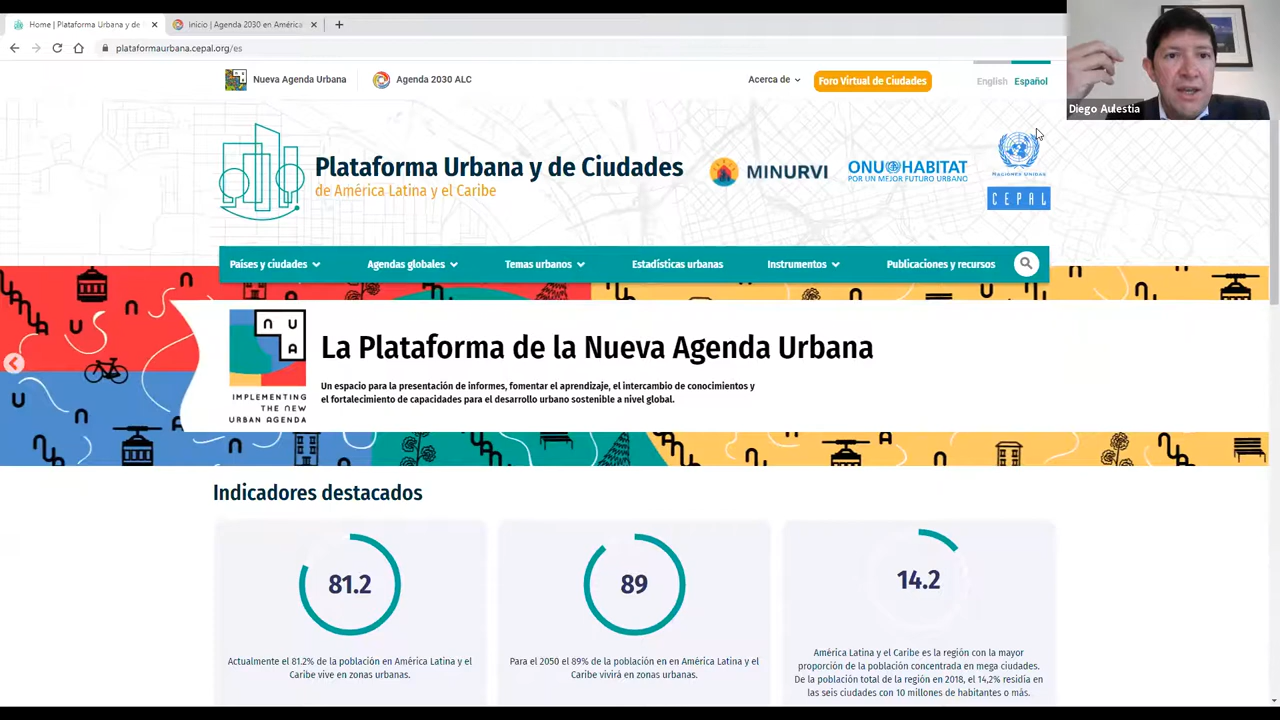 Home | Plataforma Urbana y de
Inicio | Agenda 2030 en América
plataformaurbana.cepal.org/es
Nueva Agenda Urbana
Agenda 2030 ALC
Acerca de
Foro Virtual de Ciudades
English
Español
Diego Aulestia
Plataforma Urbana y de Ciudades
de América Latina y el Caribe
MINURVI
ONU HABITAT
POR UN MEJOR FUTURO URBANO
NACIONES UNIDAS
CEPAL
Países y ciudades
Agendas globales
Temas urbanos
Estadísticas urbanas
Instrumentos
Publicaciones y recursos
NUA
IMPLEMENTING
THE NEW
URBAN AGENDA
La Plataforma de la Nueva Agenda Urbana
Un espacio para la presentación de informes, fomentar el aprendizaje, el intercambio de conocimientos y
el fortalecimiento de capacidades para el desarrollo urbano sostenible a nivel global.
Indicadores destacados
81.2
Actualmente el 81.2% de la población en América Latina y el
Caribe vive en zonas urbanas.
89
Para el 2050 el 89% de la población en en América Latina y el
Caribe vivirá en zonas urbanas.
14.2
América Latina y el Caribe es la región con la mayor
proporción de la población concentrada en mega ciudades.
De la población total de la región en 2018, el 14,2% residía en
las seis ciudades con 10 millones de habitantes o más.